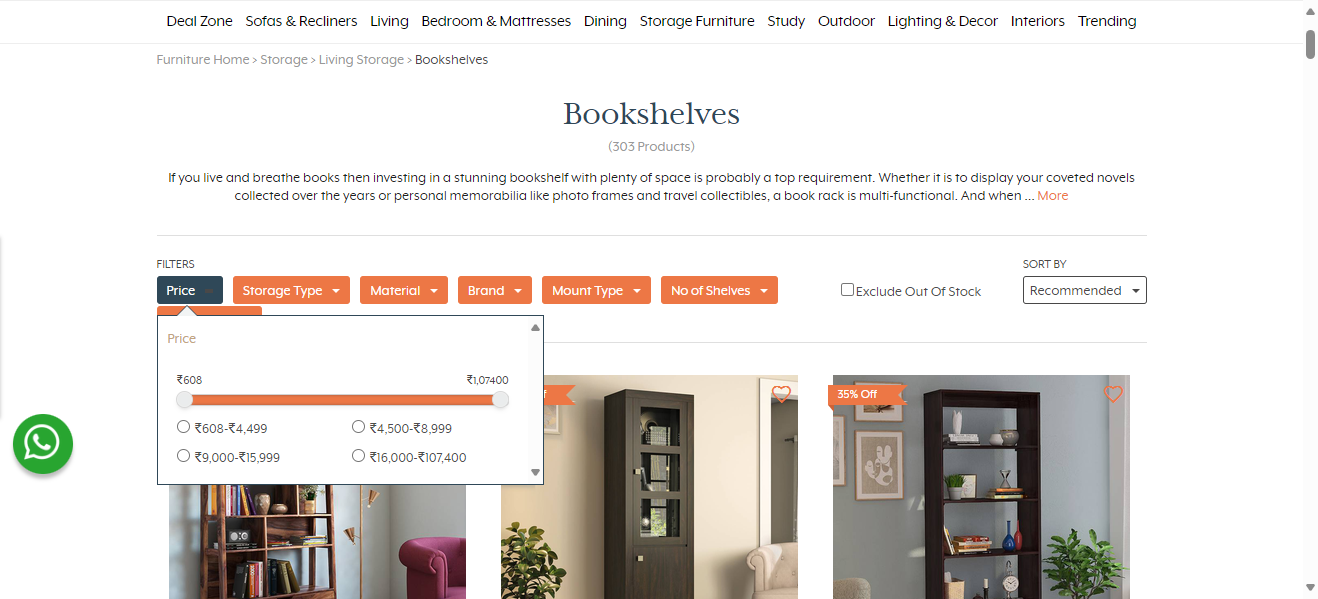 Deal Zone Sofas & Recliners Living Bedroom & Mattresses Dining Storage Furniture Study Outdoor Lighting & Decor Interiors Trending
Furniture Home > Storage > Living Storage > Bookshelves
Bookshelves
(303 Products)
If you live and breathe books then investing in a stunning bookshelf with plenty of space is probably a top requirement. Whether it is to display your coveted novels
collected over the years or personal memorabilia like photo frames and travel collectibles, a book rack is multi-functional. And when ... More
FILTERS
SORT BY
Price Storage Type Material Brand Mount Type No of Shelves Exclude Out Of Stock Recommended
Price
₹608 ₹1,07400
₹608-₹4,499 ₹4,500-₹8,999
₹9,000-₹15,999 ₹16,000-₹107,400
35% Off